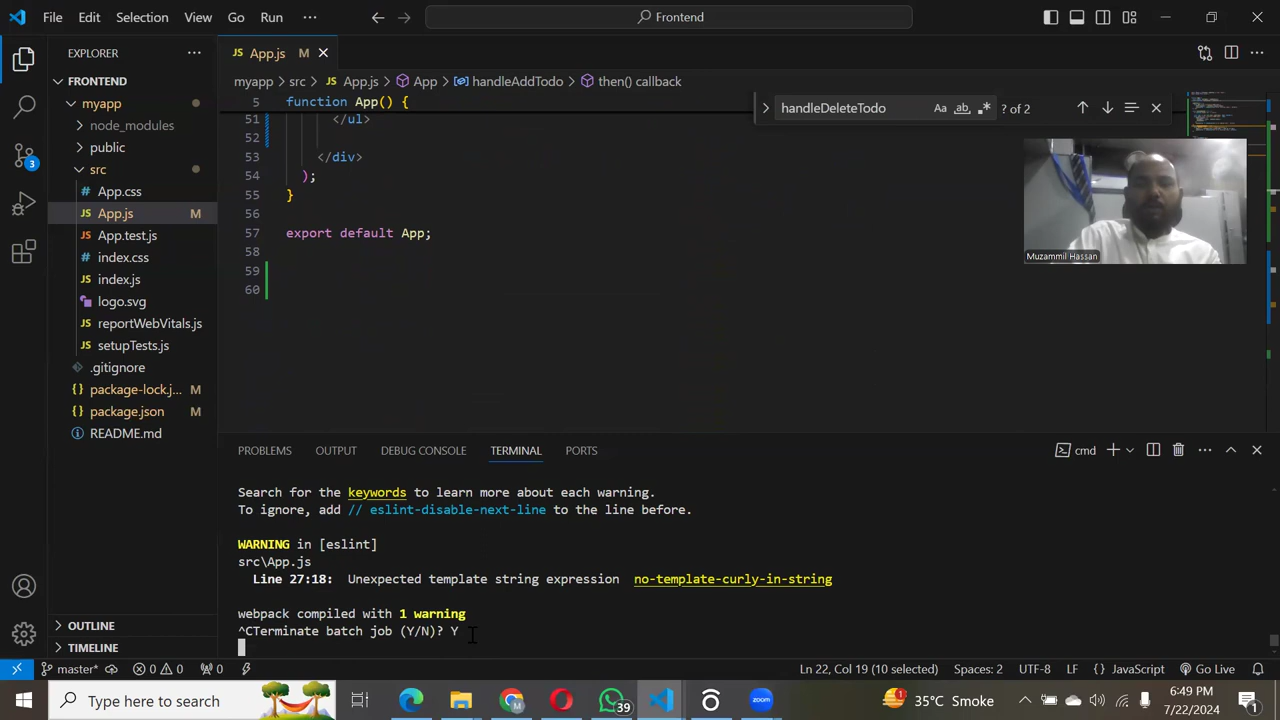 File Edit Selection View Go Run ···
Frontend
EXPLORER ···
FRONTEND
myapp
node_modules
public
src
# App.css
JS App.js M
JS App.test.js
# index.css
JS index.js
logo.svg
JS reportWebVitals.js
JS setupTests.js
.gitignore
package-lock.j... M
package.json M
README.md
OUTLINE
TIMELINE
3
JS App.js M
myapp > src > JS App.js > App > handleAddTodo > then() callback
handleDeleteTodo
Aa ab ? of 2
5 function App() {
51 </ul>
52
53 </div>
54 );
55 }
56
57 export default App;
58
59
60
Muzammil Hassan
PROBLEMS OUTPUT DEBUG CONSOLE TERMINAL PORTS
cmd
Search for the keywords to learn more about each warning.
To ignore, add // eslint-disable-next-line to the line before.
WARNING in [eslint]
src\App.js
Line 27:18: Unexpected template string expression no-template-curly-in-string
webpack compiled with 1 warning
^CTerminate batch job (Y/N)? Y
master* 0 0 0 Ln 22, Col 19 (10 selected) Spaces: 2 UTF-8 LF {} JavaScript Go Live
Type here to search
39
1 35°C Smoke
6:49 PM
7/22/2024
1